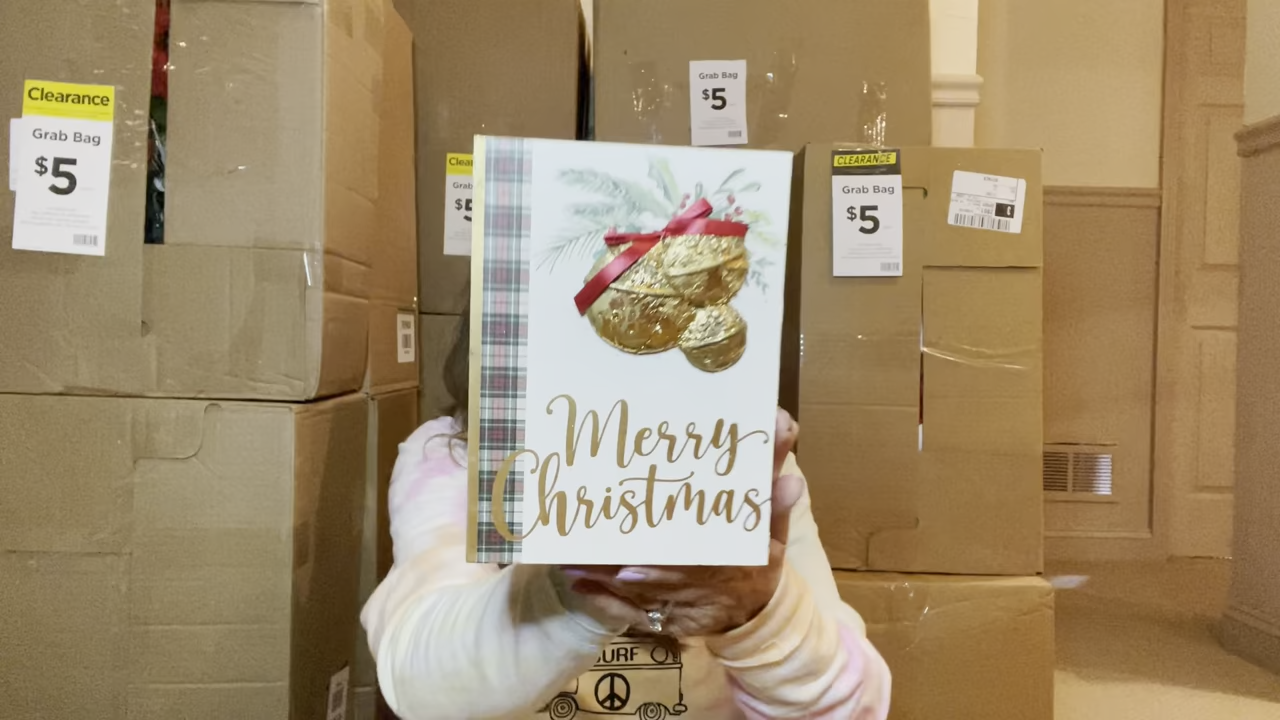 Clearance
Grab Bag
$5
Grab Bag
$5
CLEARANCE
Grab Bag
$5
Merry
Christmas
SURF